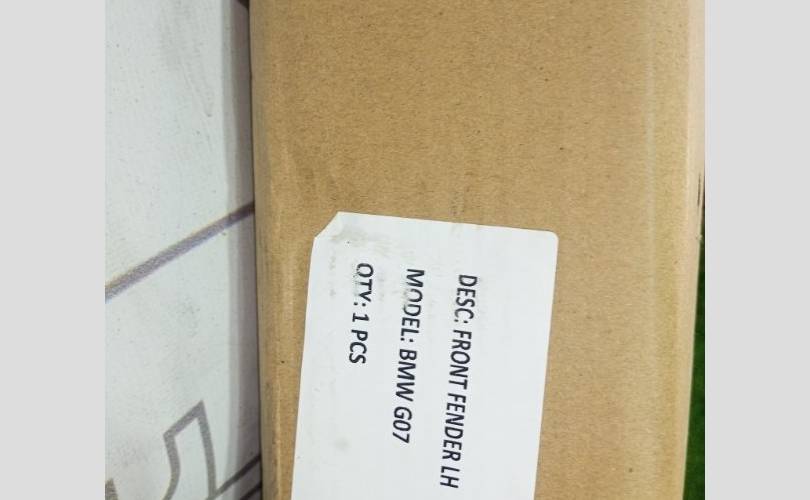 DESC: FRONT FENDER LH
MODEL: BMW G07
QTY: 1 PCS